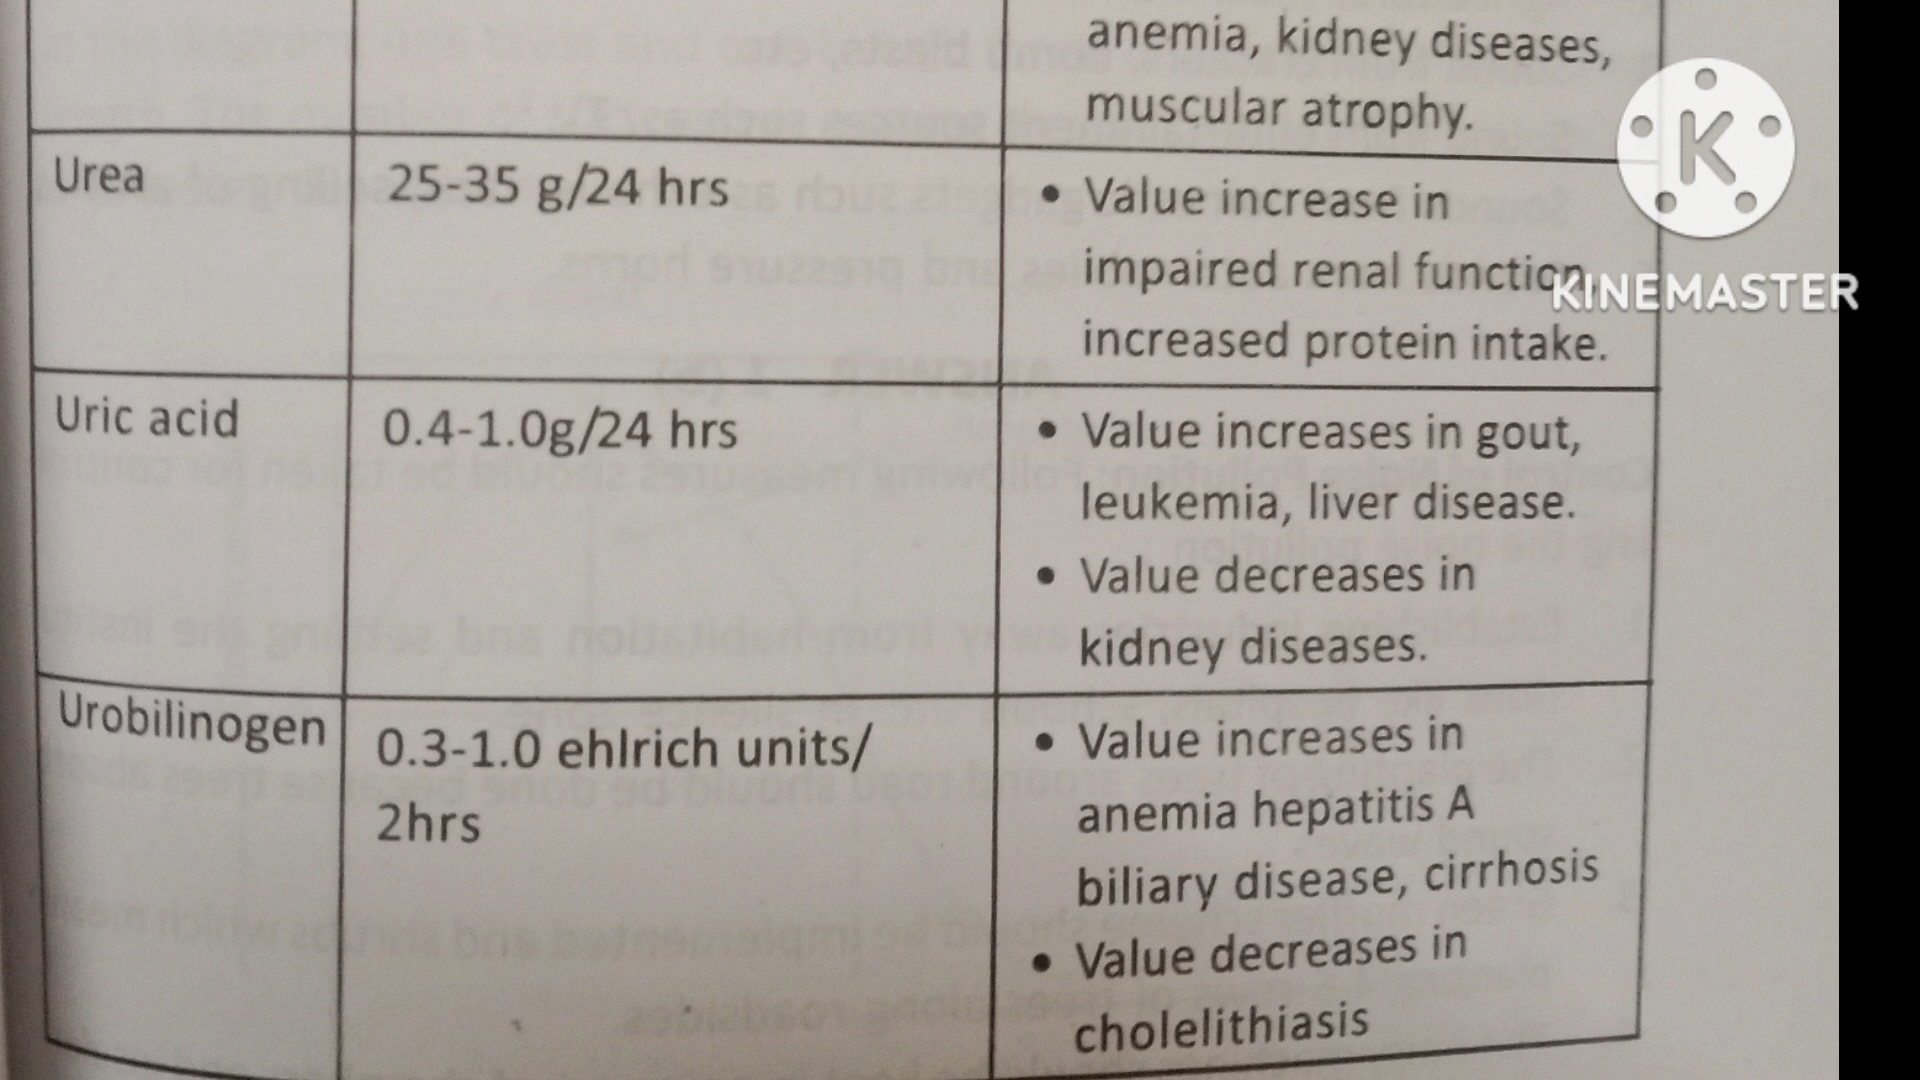 anemia, kidney diseases,
muscular atrophy.
Urea
25-35 g/24 hrs
• Value increase in
impaired renal function,
increased protein intake.
Uric acid
0.4-1.0g/24 hrs
• Value increases in gout,
leukemia, liver disease.
• Value decreases in
kidney diseases.
Urobilinogen
0.3-1.0 ehlrich units/
2hrs
• Value increases in
anemia hepatitis A
biliary disease, cirrhosis
• Value decreases in
cholelithiasis
K
KINEMASTER